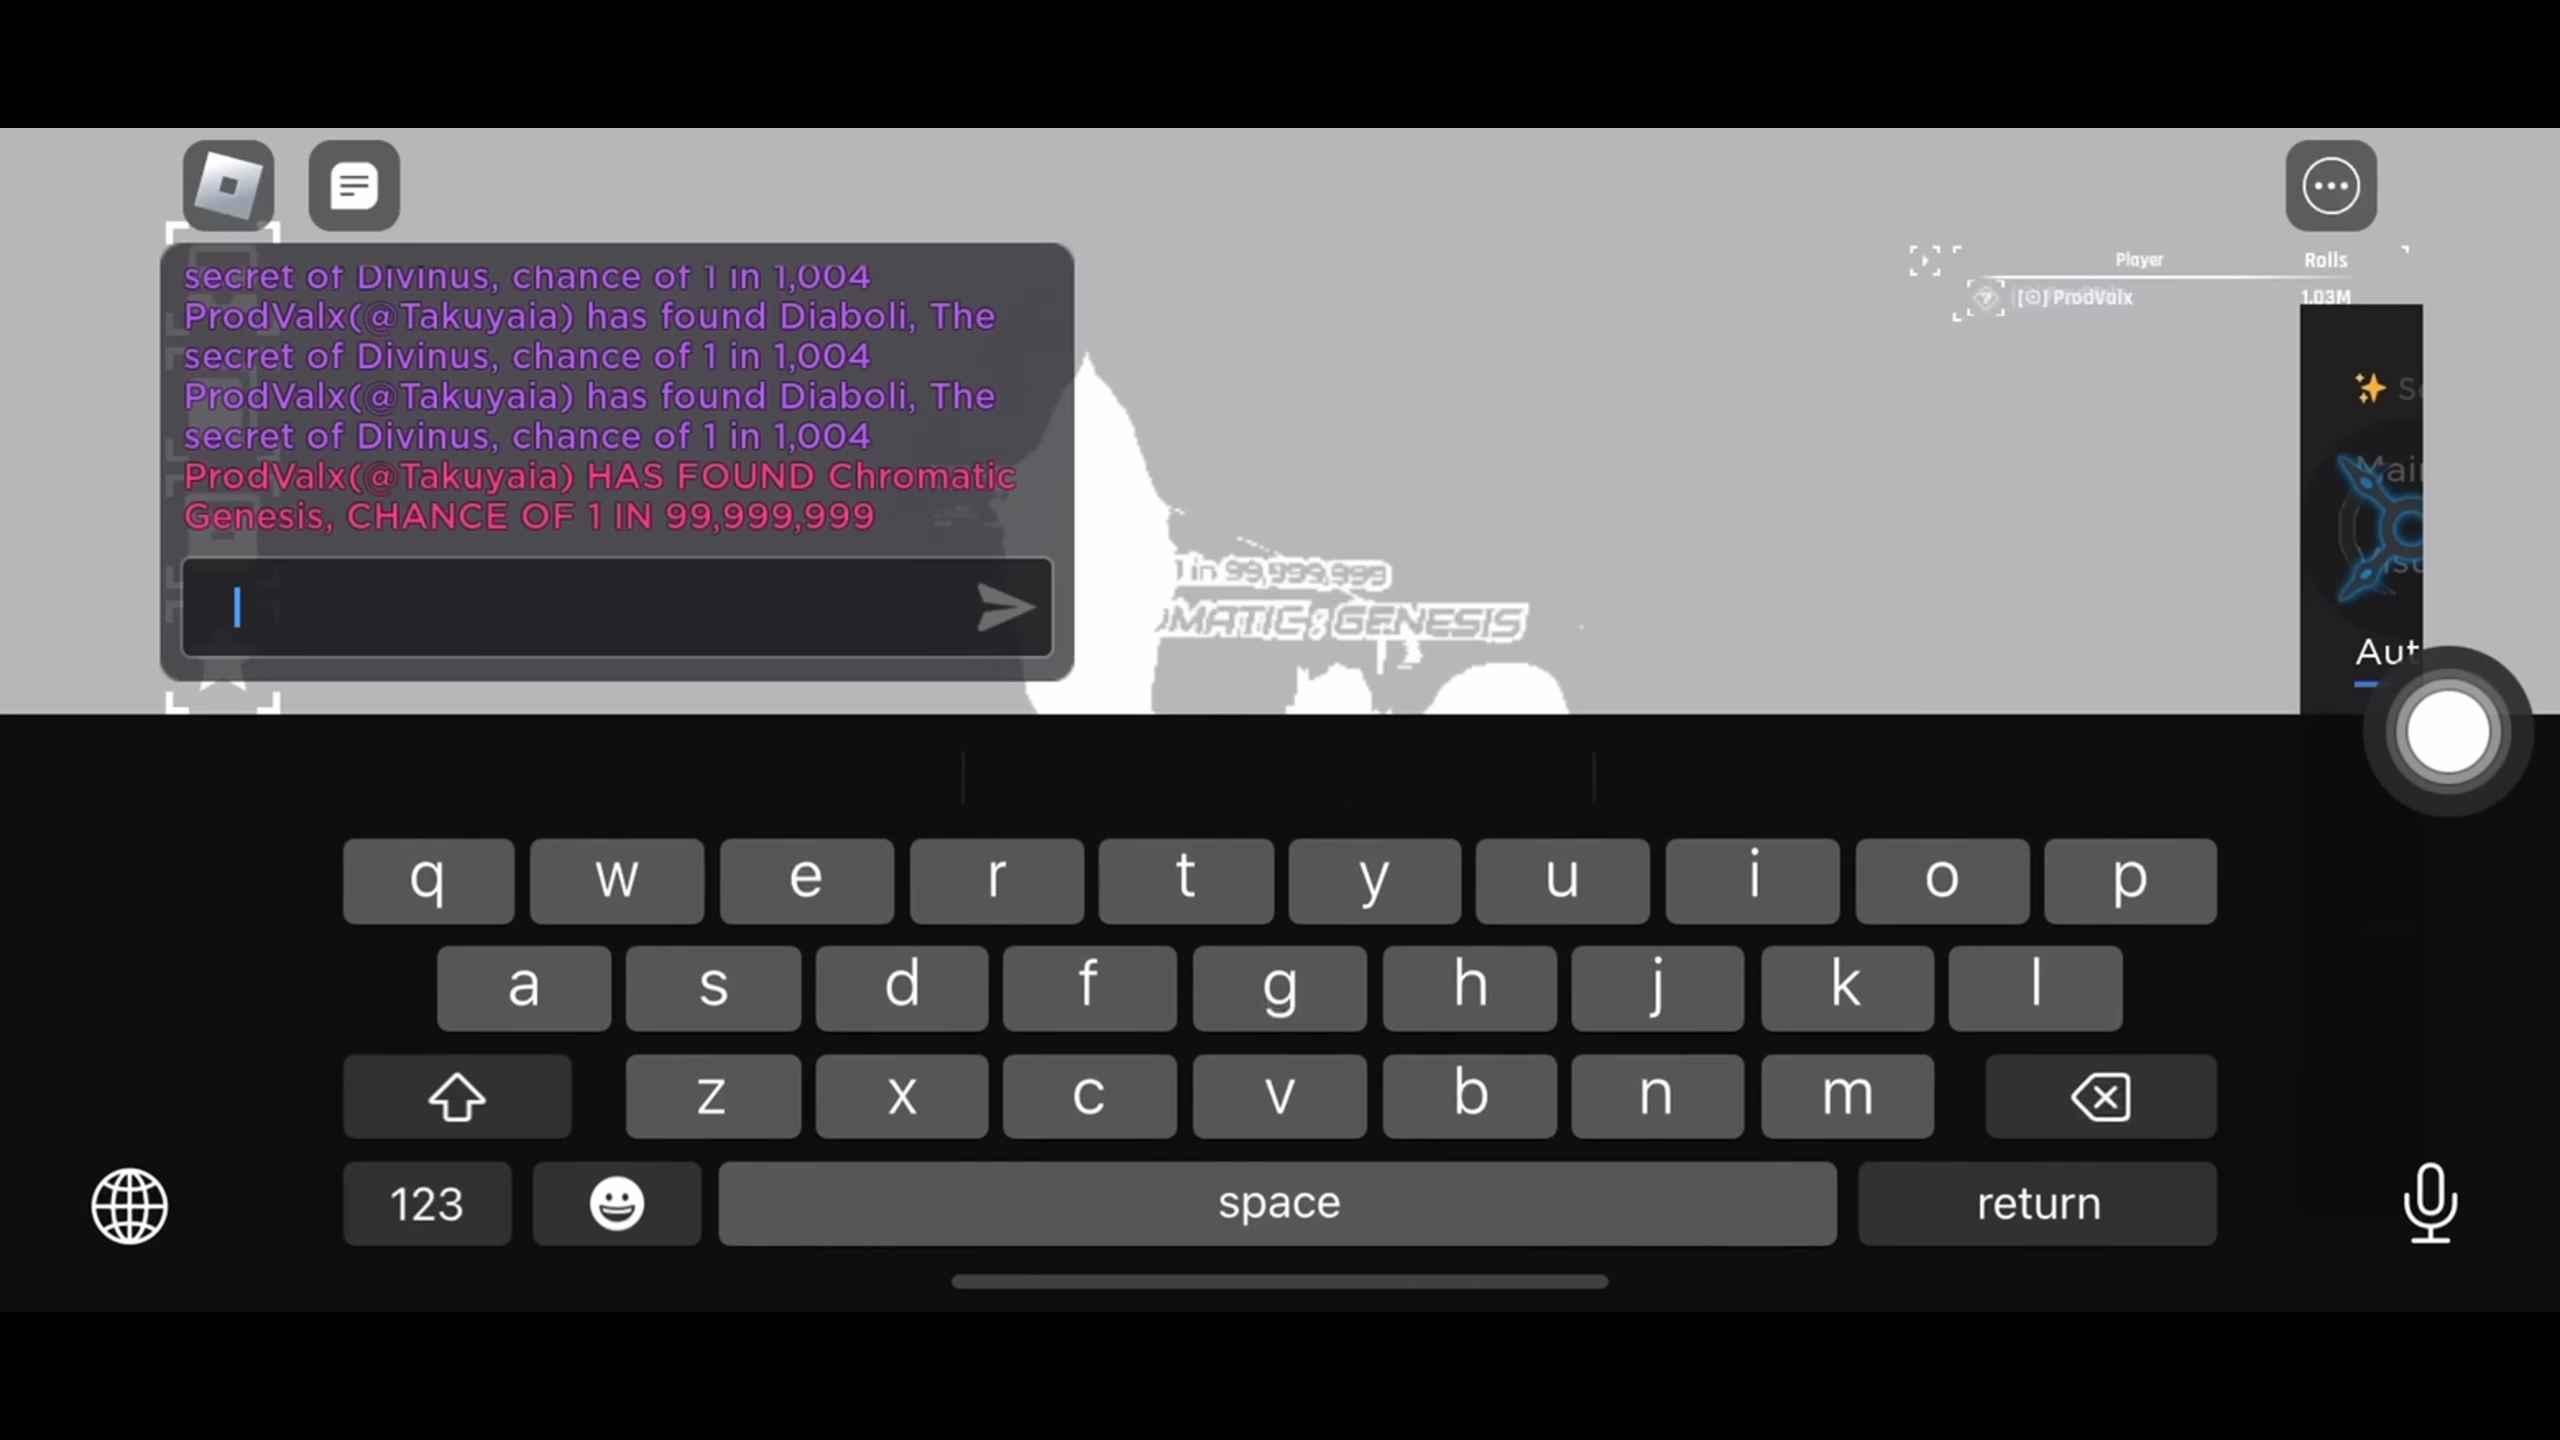 secret of Divinus, chance of 1 in 1,004
ProdValx(@Takuyaia) has found Diaboli, The
secret of Divinus, chance of 1 in 1,004
ProdValx(@Takuyaia) has found Diaboli, The
secret of Divinus, chance of 1 in 1,004
ProdValx(@Takuyaia) HAS FOUND Chromatic
Genesis, CHANCE OF 1 IN 99,999,999
Player Rolls
[◎] ProdValx 1.03M
1 in 99,999,999
MATIC : GENESIS
Mai
Aut
q w e r t y u i o p
a s d f g h j k l
z x c v b n m
123 space return